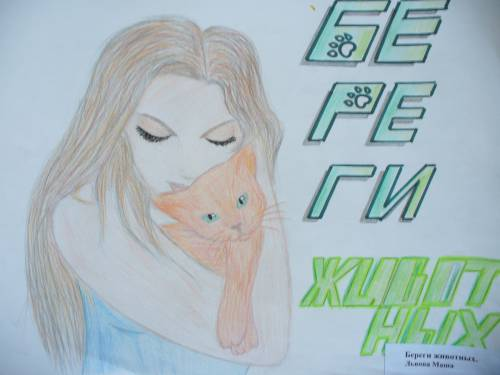 БЕ
РЕ
ГИ
ЖИВОТ
НЫХ
Береги животных.
Львова Маша